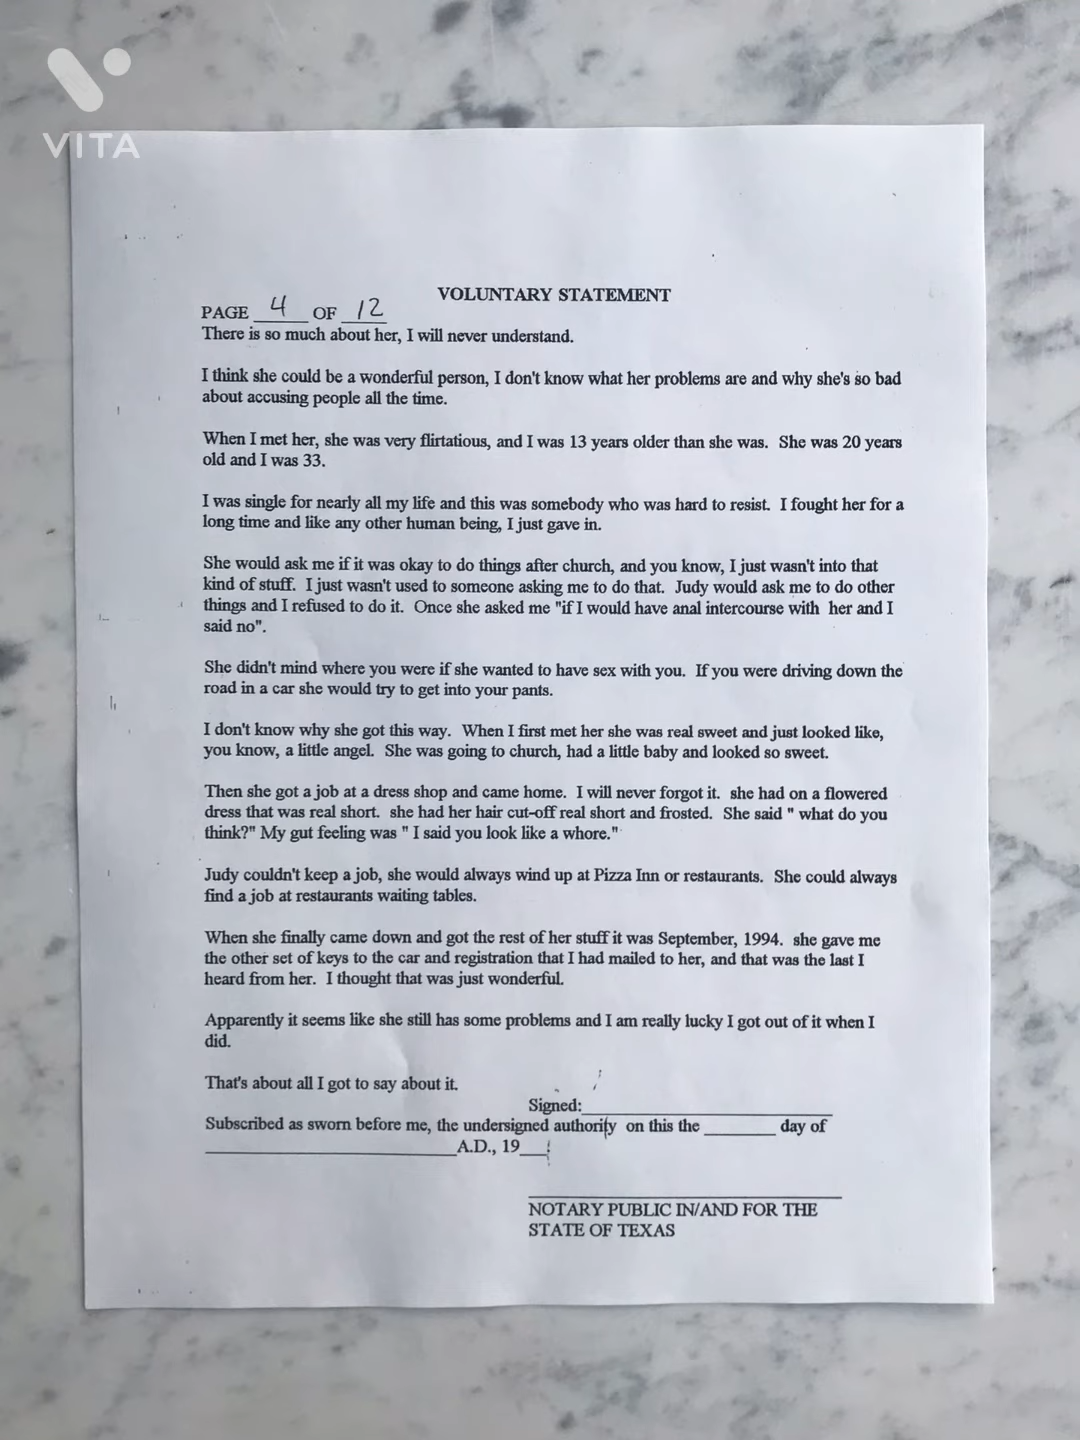 VITA
VOLUNTARY STATEMENT
PAGE 4 OF 12
There is so much about her, I will never understand.
I think she could be a wonderful person, I don't know what her problems are and why she's so bad
about accusing people all the time.
When I met her, she was very flirtatious, and I was 13 years older than she was. She was 20 years
old and I was 33.
I was single for nearly all my life and this was somebody who was hard to resist. I fought her for a
long time and like any other human being, I just gave in.
She would ask me if it was okay to do things after church, and you know, I just wasn't into that
kind of stuff. I just wasn't used to someone asking me to do that. Judy would ask me to do other
things and I refused to do it. Once she asked me "if I would have anal intercourse with her and I
said no".
She didn't mind where you were if she wanted to have sex with you. If you were driving down the
road in a car she would try to get into your pants.
I don't know why she got this way. When I first met her she was real sweet and just looked like,
you know, a little angel. She was going to church, had a little baby and looked so sweet.
Then she got a job at a dress shop and came home. I will never forgot it. she had on a flowered
dress that was real short. she had her hair cut-off real short and frosted. She said " what do you
think?" My gut feeling was " I said you look like a whore."
Judy couldn't keep a job, she would always wind up at Pizza Inn or restaurants. She could always
find a job at restaurants waiting tables.
When she finally came down and got the rest of her stuff it was September, 1994. she gave me
the other set of keys to the car and registration that I had mailed to her, and that was the last I
heard from her. I thought that was just wonderful.
Apparently it seems like she still has some problems and I am really lucky I got out of it when I
did.
That's about all I got to say about it.
Signed:
Subscribed as sworn before me, the undersigned authority on this the ________ day of
____________________________A.D., 19___
NOTARY PUBLIC IN/AND FOR THE
STATE OF TEXAS